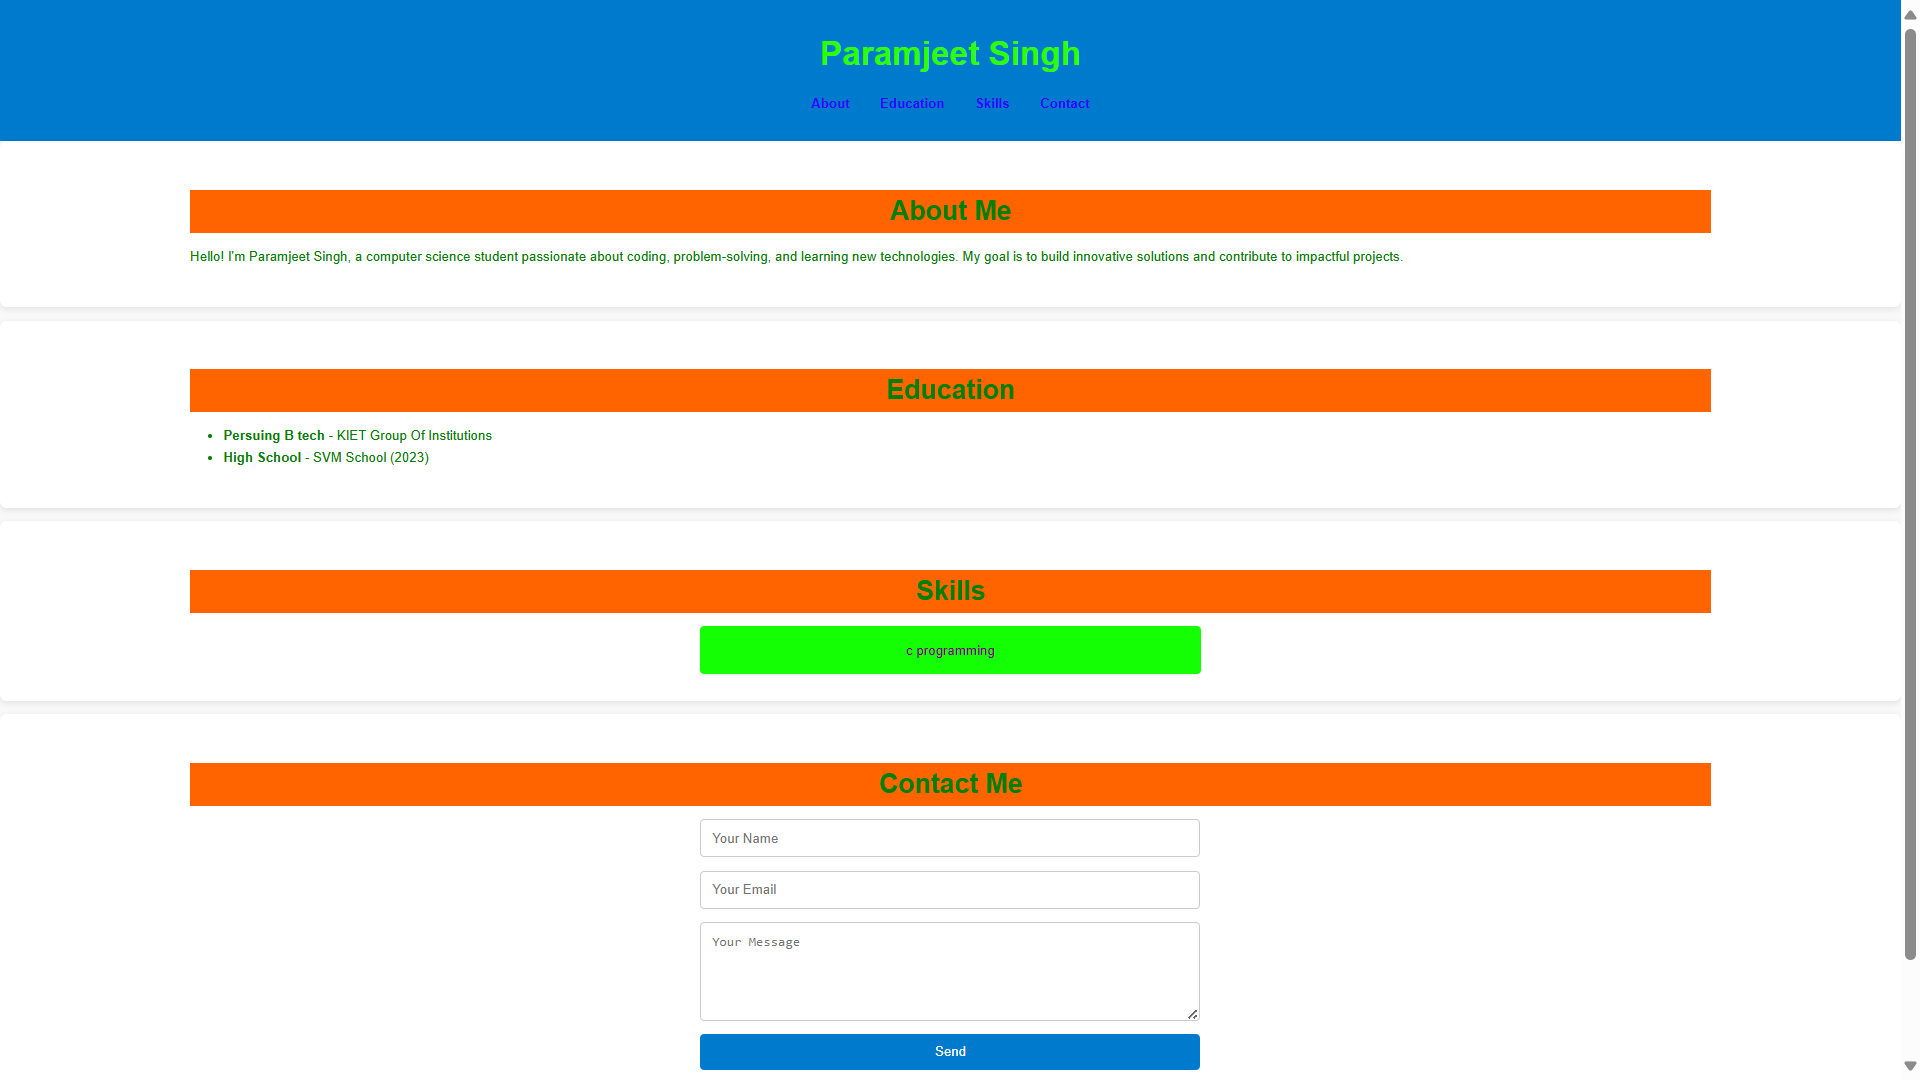 Paramjeet Singh
About Education Skills Contact
About Me
Hello! I'm Paramjeet Singh, a computer science student passionate about coding, problem-solving, and learning new technologies. My goal is to build innovative solutions and contribute to impactful projects.
Education
• Persuing B tech - KIET Group Of Institutions
• High School - SVM School (2023)
Skills
c programming
Contact Me
Your Name
Your Email
Your Message
Send